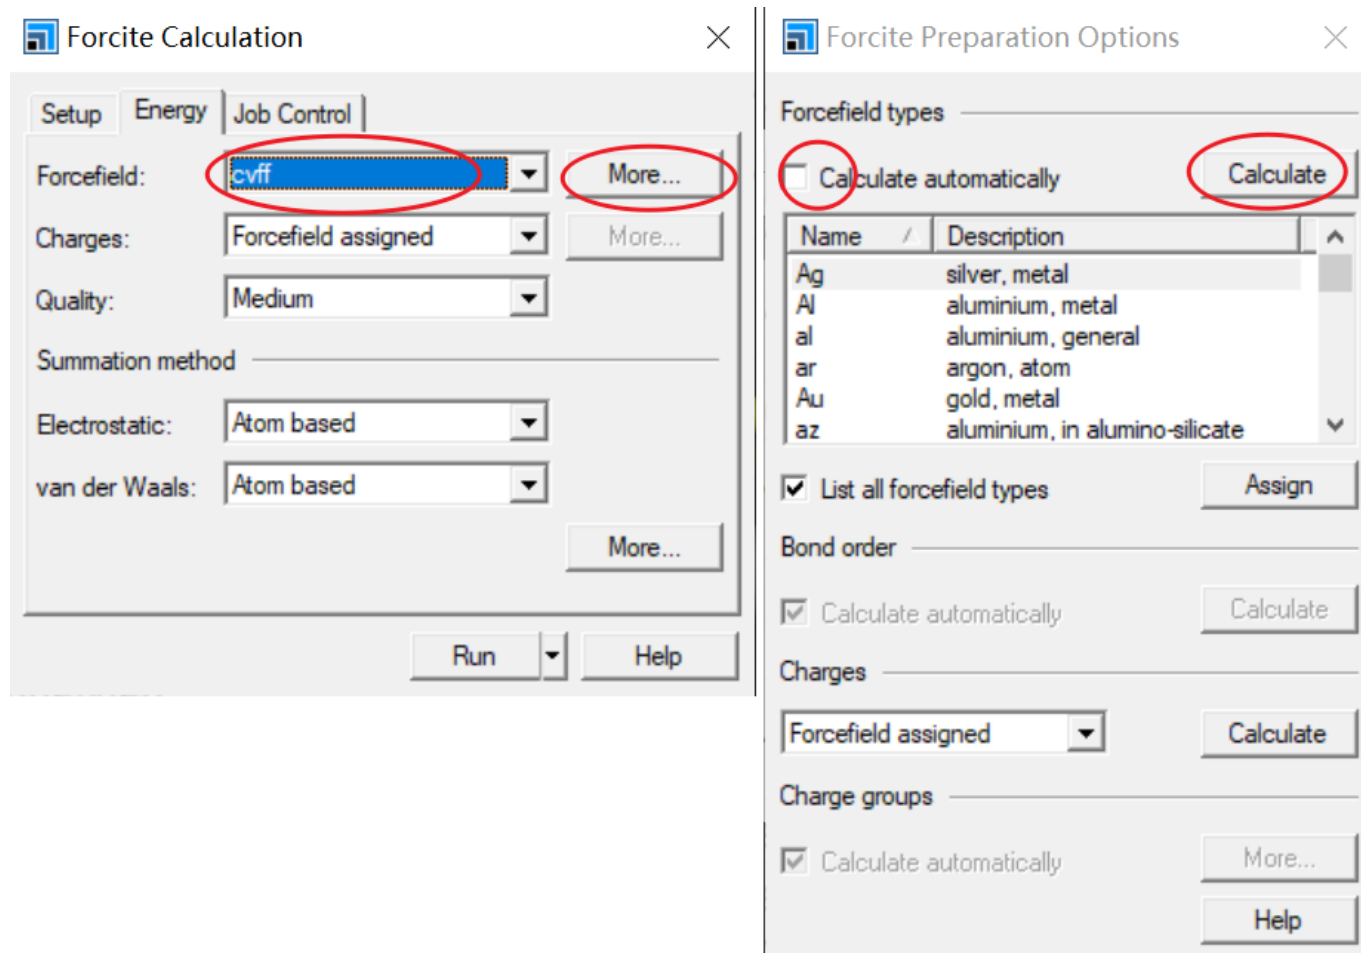 Forcite Calculation
Setup Energy Job Control
Forcefield: cvff More...
Charges: Forcefield assigned More...
Quality: Medium
Summation method
Electrostatic: Atom based
van der Waals: Atom based
More...
Run Help
Forcite Preparation Options
Forcefield types
Calculate automatically Calculate
Name Description
Ag silver, metal
Al aluminium, metal
al aluminium, general
ar argon, atom
Au gold, metal
az aluminium, in alumino-silicate
List all forcefield types Assign
Bond order
Calculate automatically Calculate
Charges
Forcefield assigned Calculate
Charge groups
Calculate automatically More...
Help